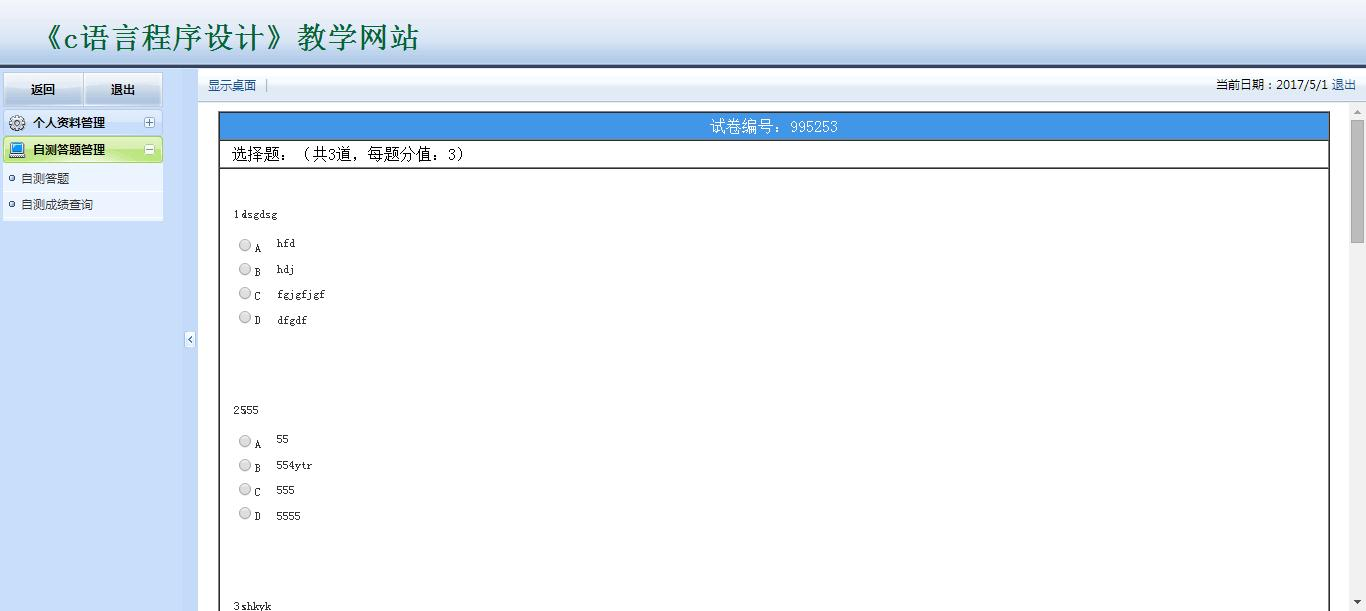 《c语言程序设计》教学网站
返回 退出
显示桌面
当前日期：2017/5/1 退出
个人资料管理
自测答题管理
自测答题
自测成绩查询
试卷编号：995253
选择题：（共3道，每题分值：3）
1dsgdsg
A hfd
B hdj
C fgjgfjgf
D dfgdf
2555
A 55
B 554ytr
C 555
D 5555
3shkyk